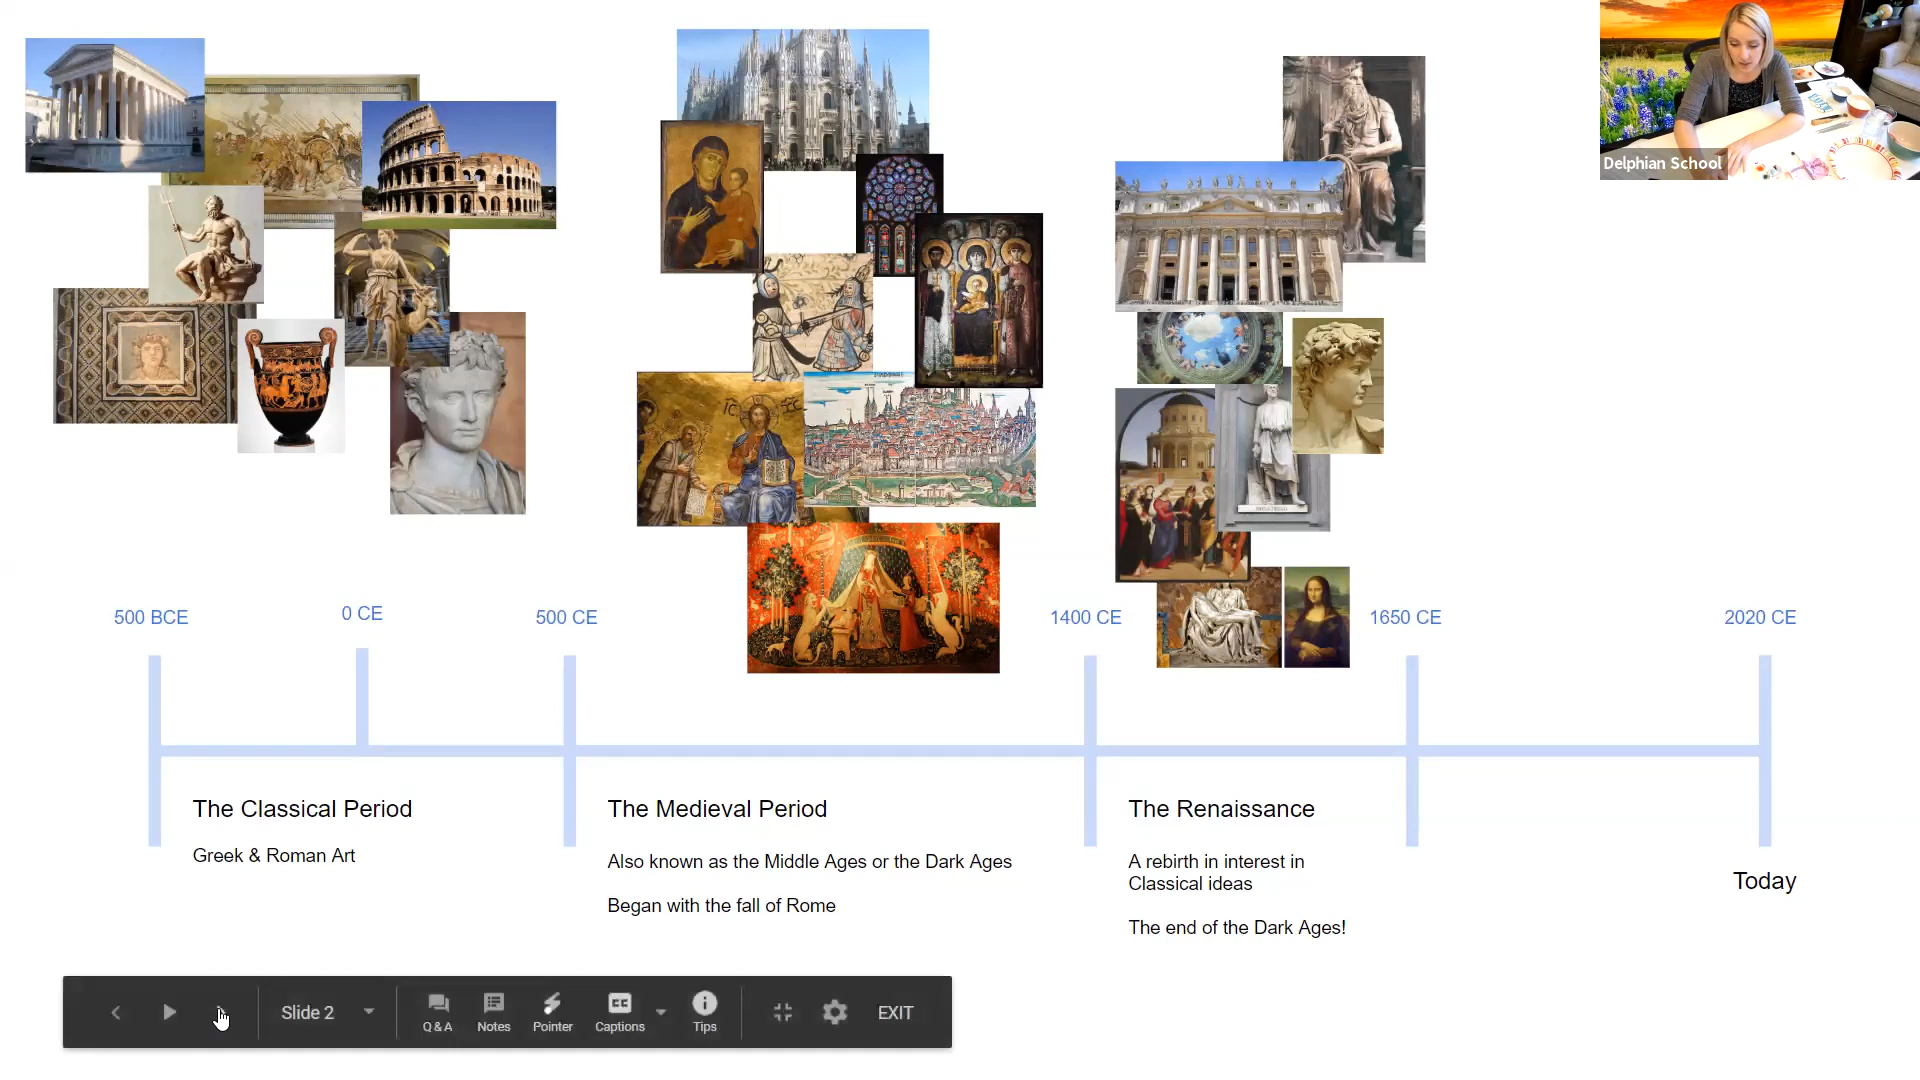 Delphian School
500 BCE
0 CE
500 CE
1400 CE
1650 CE
2020 CE
The Classical Period
Greek & Roman Art
The Medieval Period
Also known as the Middle Ages or the Dark Ages
Began with the fall of Rome
The Renaissance
A rebirth in interest in
Classical ideas
The end of the Dark Ages!
Today
Slide 2
Q & A
Notes
Pointer
CC
Captions
Tips
EXIT